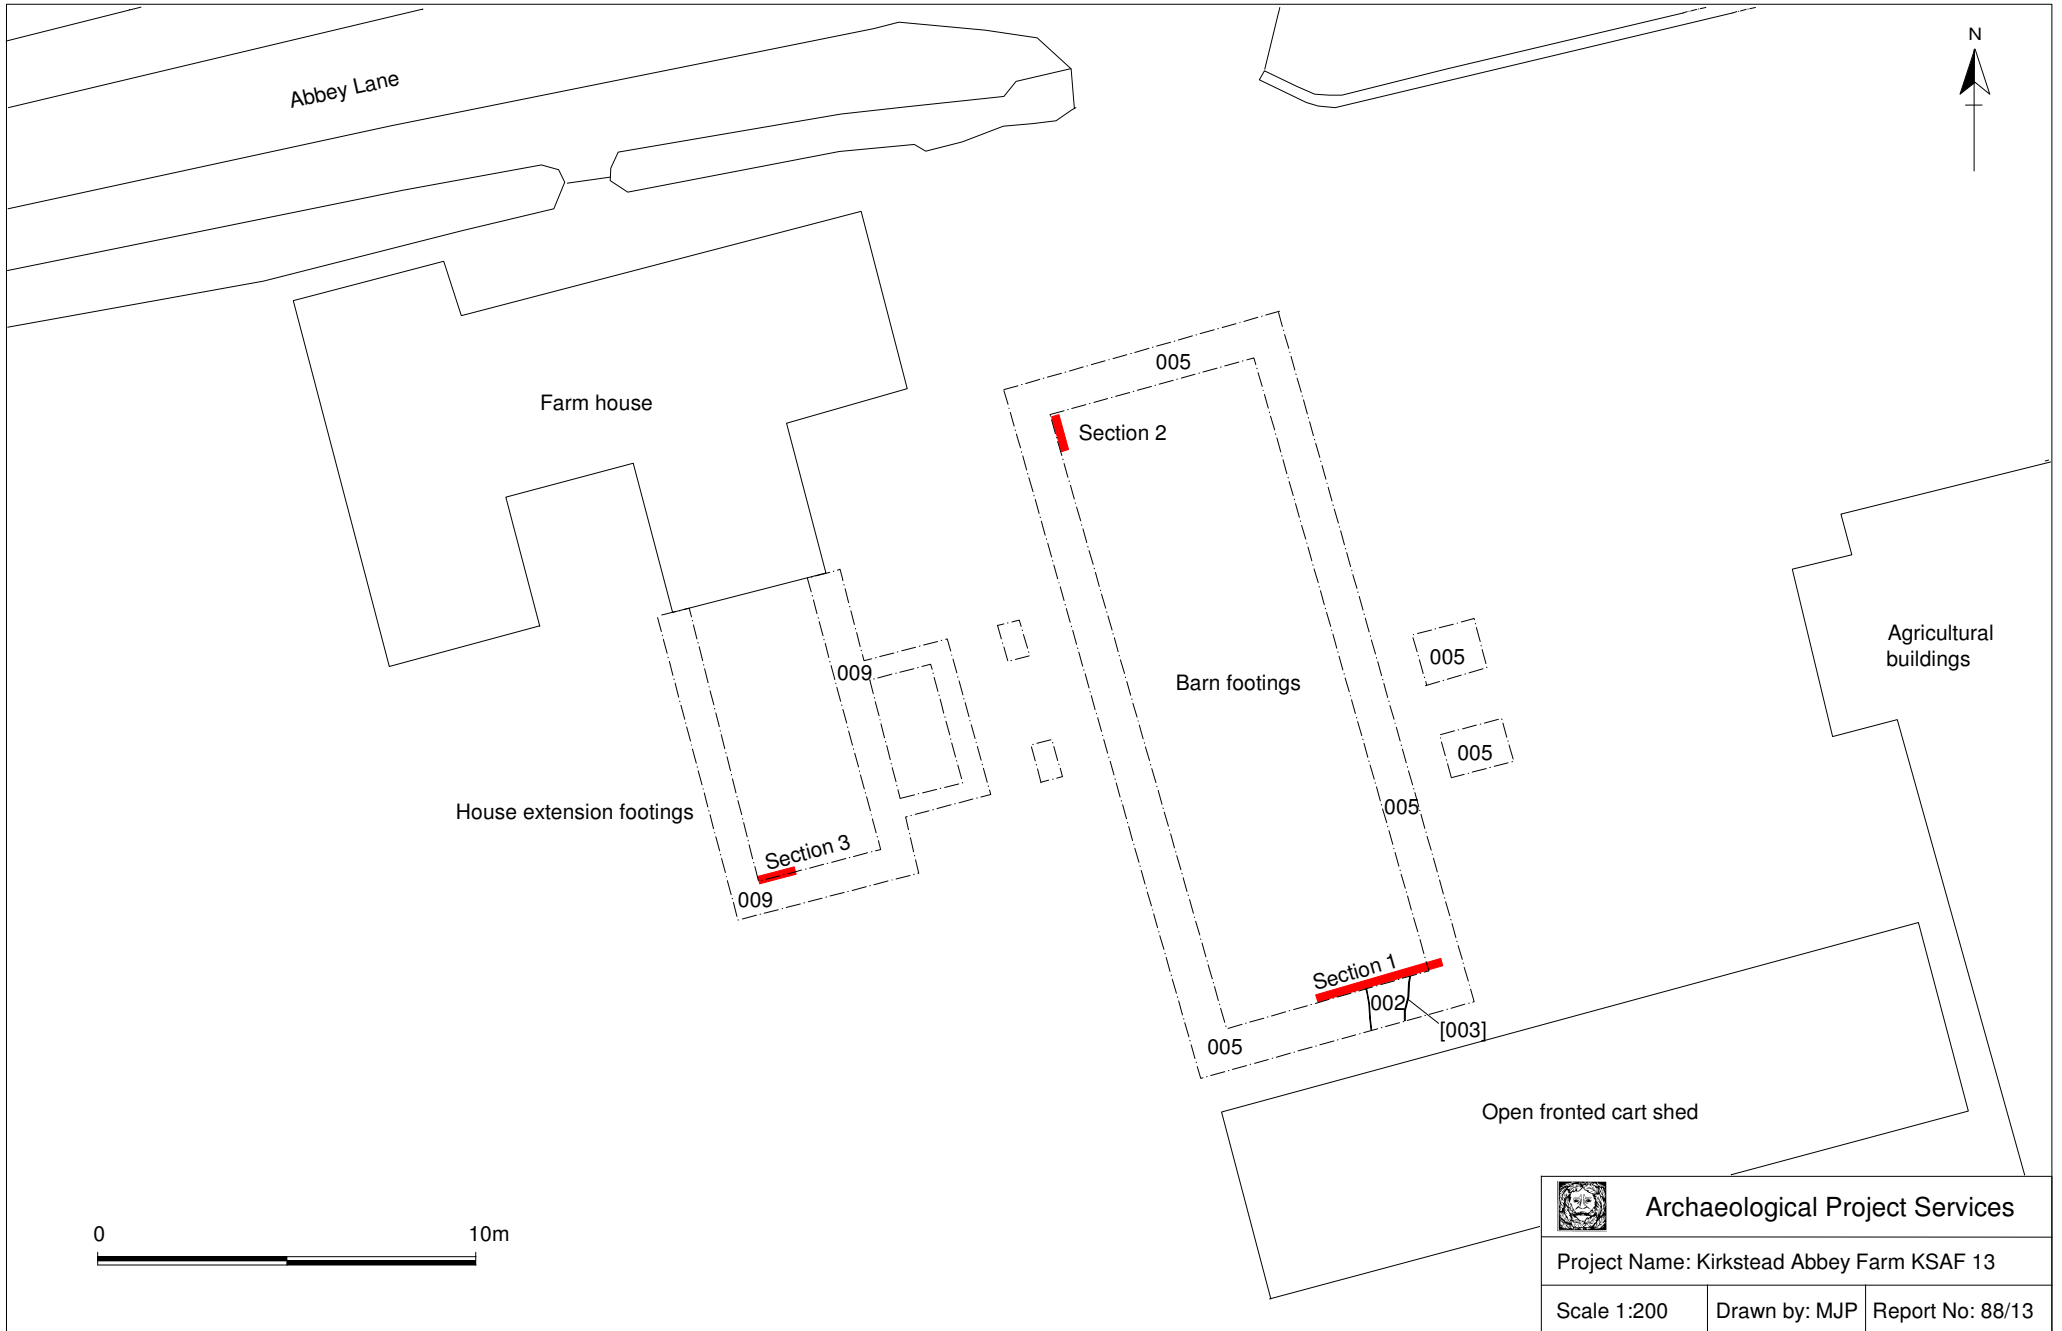 N
Abbey Lane
005
Farm house
Section 2
Agricultural
buildings
005
009
Barn footings
005
005
House extension footings
Section 3
009
Section 1
002
[003]
005
Open fronted cart shed
0 10m
Archaeological Project Services
Project Name: Kirkstead Abbey Farm KSAF 13
Scale 1:200 Drawn by: MJP Report No: 88/13